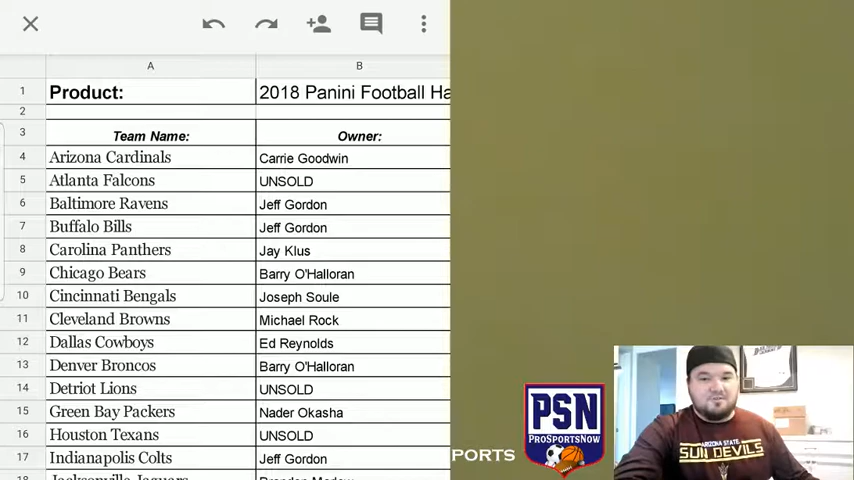 A B
1 Product: 2018 Panini Football Ha
2
3 Team Name: Owner:
4 Arizona Cardinals Carrie Goodwin
5 Atlanta Falcons UNSOLD
6 Baltimore Ravens Jeff Gordon
7 Buffalo Bills Jeff Gordon
8 Carolina Panthers Jay Klus
9 Chicago Bears Barry O'Halloran
10 Cincinnati Bengals Joseph Soule
11 Cleveland Browns Michael Rock
12 Dallas Cowboys Ed Reynolds
13 Denver Broncos Barry O'Halloran
14 Detriot Lions UNSOLD
15 Green Bay Packers Nader Okasha
16 Houston Texans UNSOLD
17 Indianapolis Colts Jeff Gordon
18 Jacksonville Jaguars
PORTS
PSN
ProSportsNow
ARIZONA STATE
SUN DEVILS